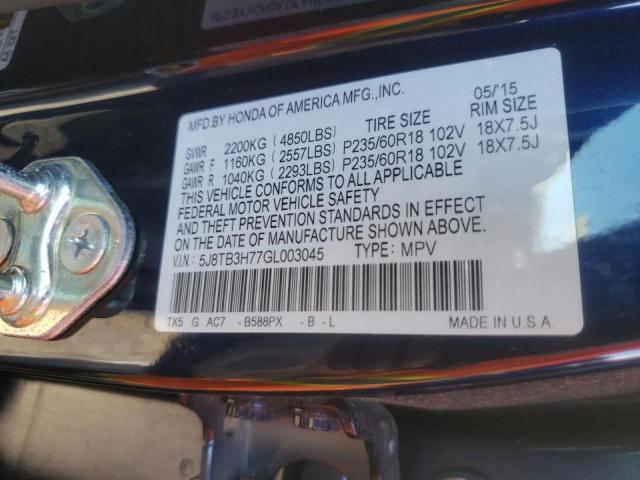 MFD.BY HONDA OF AMERICA MFG.,INC. 05/'15
TIRE SIZE RIM SIZE
GVWR 2200KG (4850LBS)
GAWR F 1160KG (2557LBS) P235/60R18 102V 18X7.5J
GAWR R 1040KG (2293LBS) P235/60R18 102V 18X7.5J
THIS VEHICLE CONFORMS TO ALL APPLICABLE
FEDERAL MOTOR VEHICLE SAFETY
AND THEFT PREVENTION STANDARDS IN EFFECT
ON THE DATE OF MANUFACTURE SHOWN ABOVE.
V.I.N: 5J8TB3H77GL003045 TYPE: MPV
TX5 G AC7 - B588PX - B - L MADE IN U.S.A.